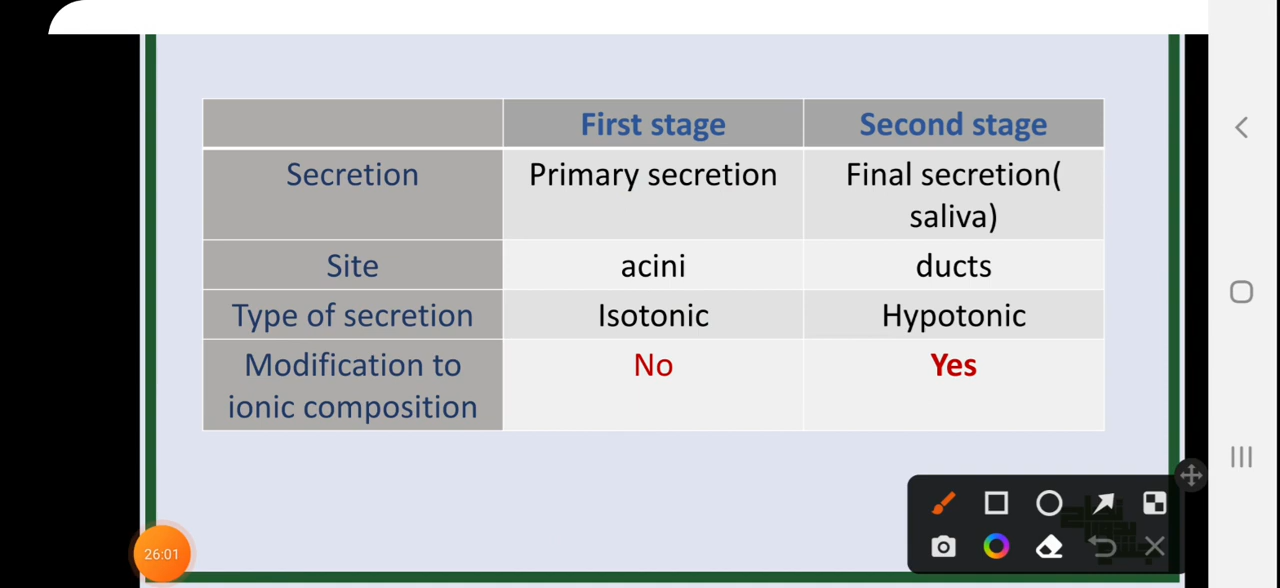 First stage
Second stage
Secretion
Primary secretion
Final secretion(
saliva)
Site
acini
ducts
Type of secretion
Isotonic
Hypotonic
Modification to
ionic composition
No
Yes
26:01